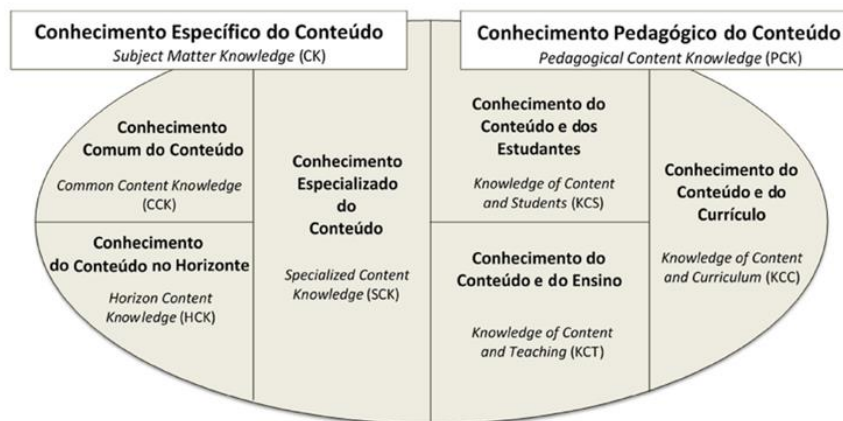 Conhecimento Específico do Conteúdo
Subject Matter Knowledge (CK)
Conhecimento Pedagógico do Conteúdo
Pedagogical Content Knowledge (PCK)
Conhecimento
Comum do Conteúdo
Common Content Knowledge
(CCK)
Conhecimento
do Conteúdo no Horizonte
Horizon Content
Knowledge (HCK)
Conhecimento
Especializado
do
Conteúdo
Specialized Content
Knowledge (SCK)
Conhecimento do
Conteúdo e dos
Estudantes
Knowledge of Content
and Students (KCS)
Conhecimento do
Conteúdo e do Ensino
Knowledge of Content
and Teaching (KCT)
Conhecimento do
Conteúdo e do
Currículo
Knowledge of Content
and Curriculum (KCC)